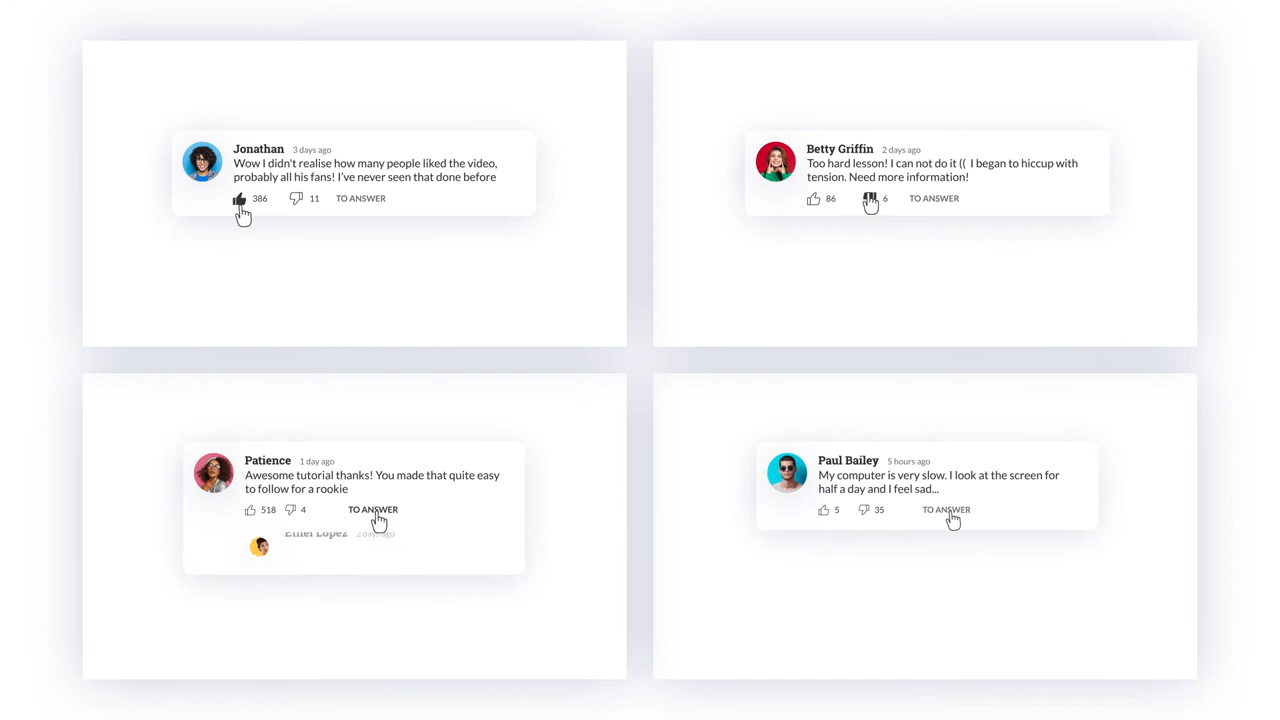 Jonathan 3 days ago
Wow I didn't realise how many people liked the video,
probably all his fans! I've never seen that done before
386 11 TO ANSWER
Betty Griffin 2 days ago
Too hard lesson! I can not do it (( I began to hiccup with
tension. Need more information!
86 6 TO ANSWER
Patience 1 day ago
Awesome tutorial thanks! You made that quite easy
to follow for a rookie
518 4 TO ANSWER
Ethel Lopez 2 days ago
Paul Bailey 5 hours ago
My computer is very slow. I look at the screen for
half a day and I feel sad...
5 35 TO ANSWER